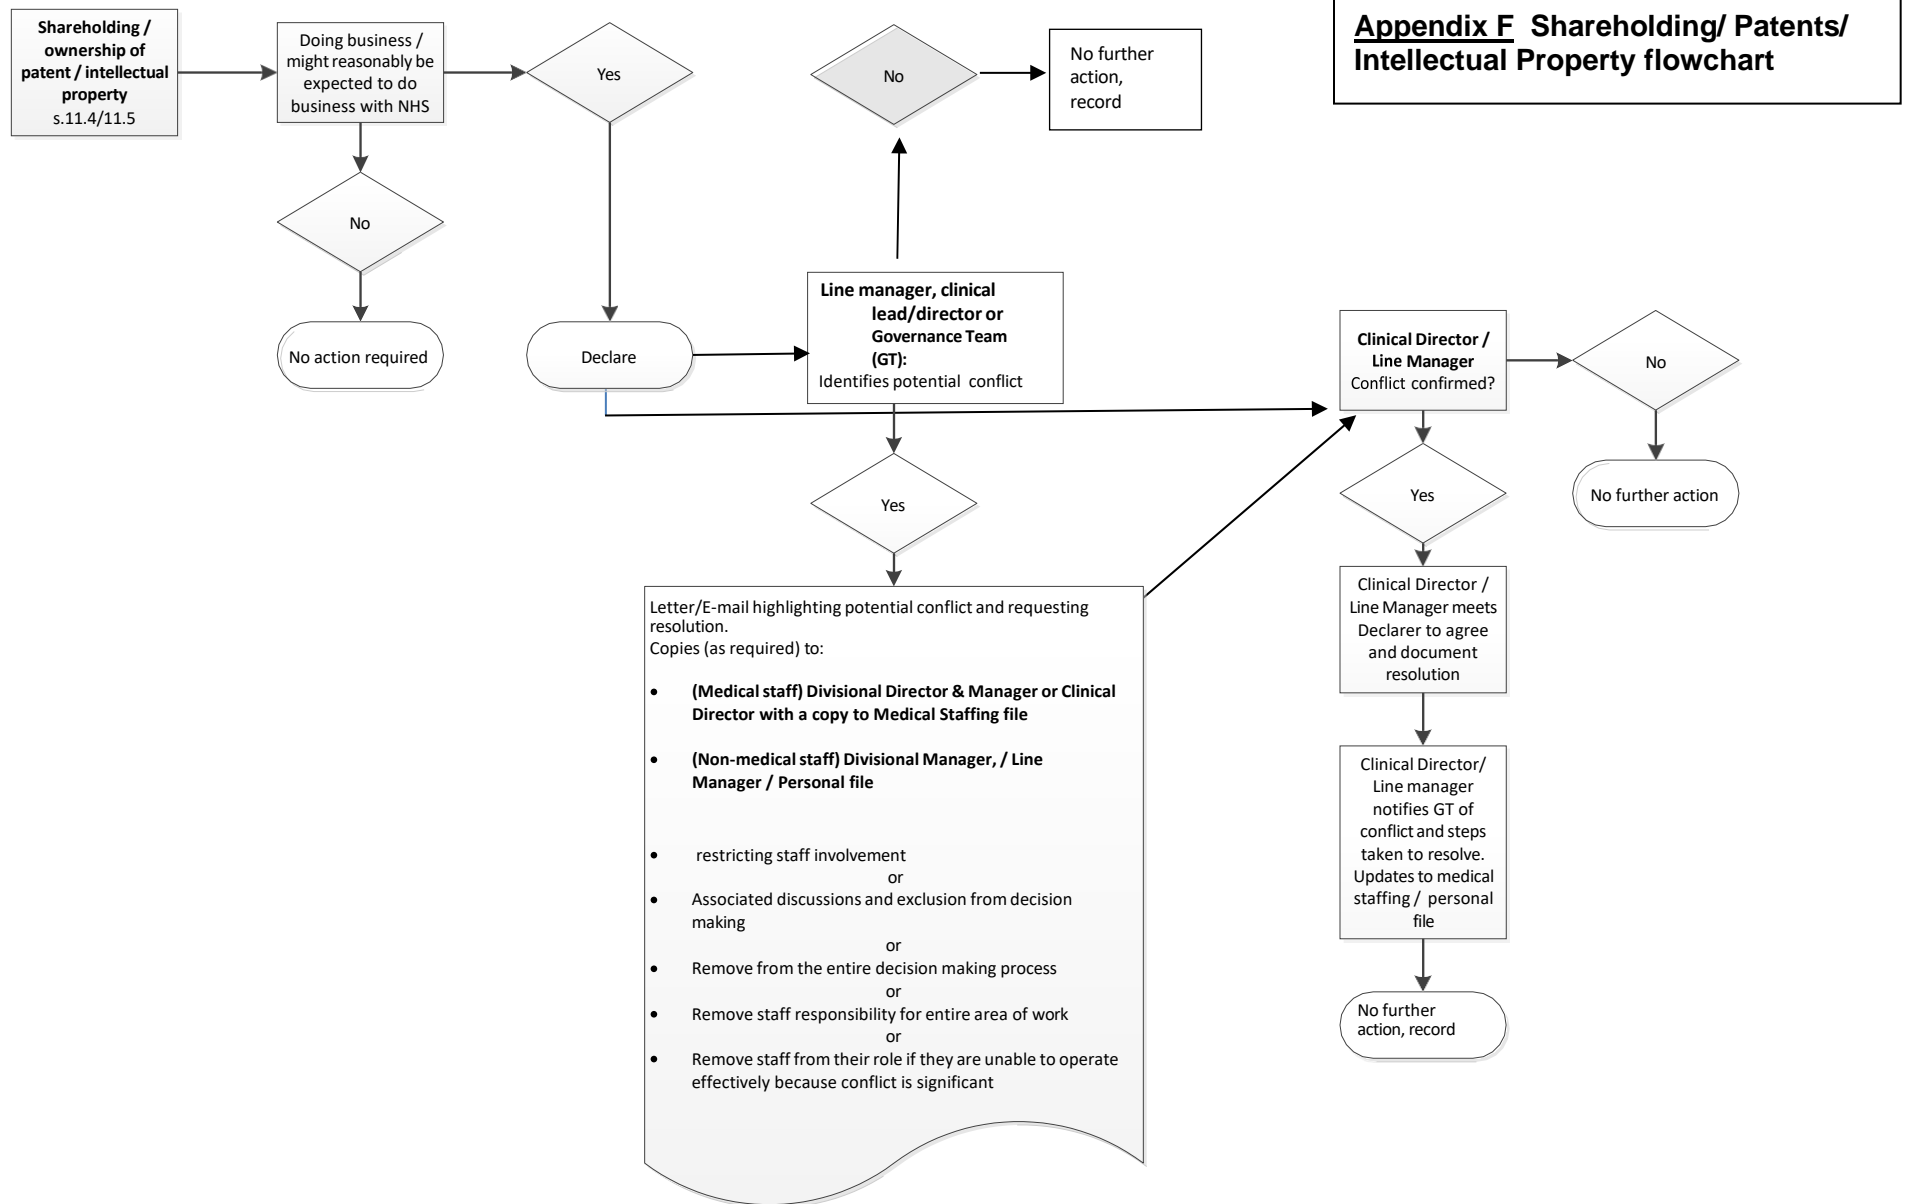 Appendix F Shareholding/ Patents/
Intellectual Property flowchart
Shareholding /
ownership of
patent / intellectual
property
s.11.4/11.5
Doing business /
might reasonably be
expected to do
business with NHS
Yes
No
No action required
Declare
No
No further
action,
record
Line manager, clinical
lead/director or
Governance Team
(GT):
Identifies potential conflict
Yes
Letter/E-mail highlighting potential conflict and requesting
resolution.
Copies (as required) to:
• (Medical staff) Divisional Director & Manager or Clinical
Director with a copy to Medical Staffing file
• (Non-medical staff) Divisional Manager, / Line
Manager / Personal file
• restricting staff involvement
or
• Associated discussions and exclusion from decision
making
or
• Remove from the entire decision making process
or
• Remove staff responsibility for entire area of work
or
• Remove staff from their role if they are unable to operate
effectively because conflict is significant
Clinical Director /
Line Manager
Conflict confirmed?
No
No further action
Yes
Clinical Director /
Line Manager meets
Declarer to agree
and document
resolution
Clinical Director/
Line manager
notifies GT of
conflict and steps
taken to resolve.
Updates to medical
staffing / personal
file
No further
action, record